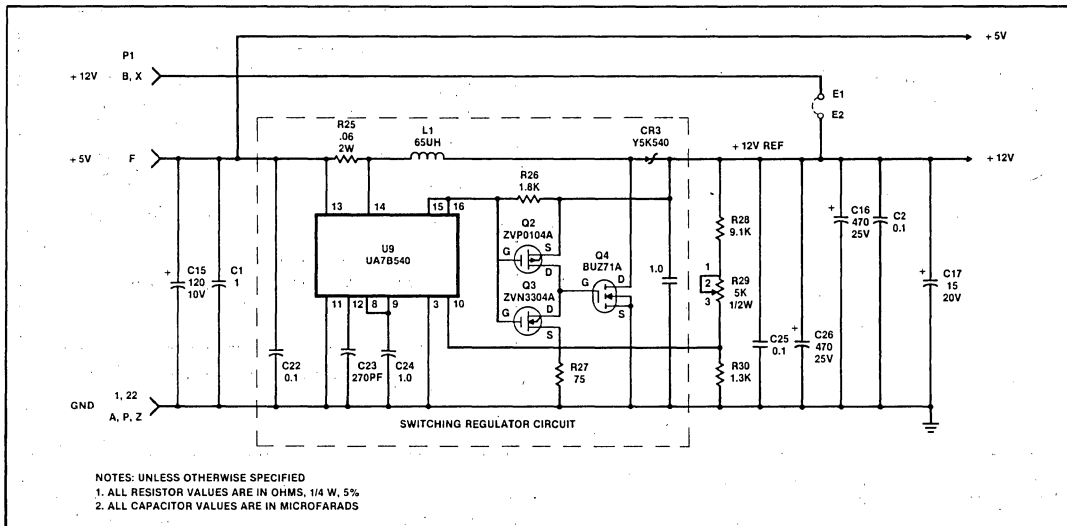 + 5V
P1
+ 12V B, X
E1
E2
R25
.06
2W
L1
65UH
CR3
Y5K540
+ 12V REF
+ 5V F
+ 12V
13
14
15
16
R26
1.8K
Q2
ZVP0104A
G
S
D
U9
UA7B540
Q3
ZVN3304A
G
D
S
Q4
BUZ71A
G
D
S
1.0
R28
9.1K
1
2
3
R29
5K
1/2W
+
C16
470
25V
C2
0.1
+
C15
120
10V
C1
1
11
12
8
9
3
10
C22
0.1
C23
270PF
C24
1.0
R27
75
R30
1.3K
C25
0.1
+
C26
470
25V
+
C17
15
20V
GND
1, 22
A, P, Z
SWITCHING REGULATOR CIRCUIT
NOTES: UNLESS OTHERWISE SPECIFIED
1. ALL RESISTOR VALUES ARE IN OHMS, 1/4 W, 5%
2. ALL CAPACITOR VALUES ARE IN MICROFARADS